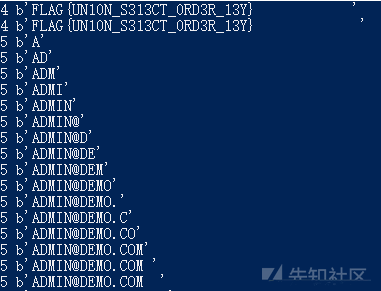 4 b'FLAG{UN10N_S313CT_0RD3R_13Y}            '
4 b'FLAG{UN10N_S313CT_0RD3R_13Y}             '
5 b'A'
5 b'AD'
5 b'ADM'
5 b'ADMI'
5 b'ADMIN'
5 b'ADMIN@'
5 b'ADMIN@D'
5 b'ADMIN@DE'
5 b'ADMIN@DEM'
5 b'ADMIN@DEMO'
5 b'ADMIN@DEMO.'
5 b'ADMIN@DEMO.C'
5 b'ADMIN@DEMO.CO'
5 b'ADMIN@DEMO.COM'
5 b'ADMIN@DEMO.COM '
5 b'ADMIN@DEMO.COM  '
先知社区